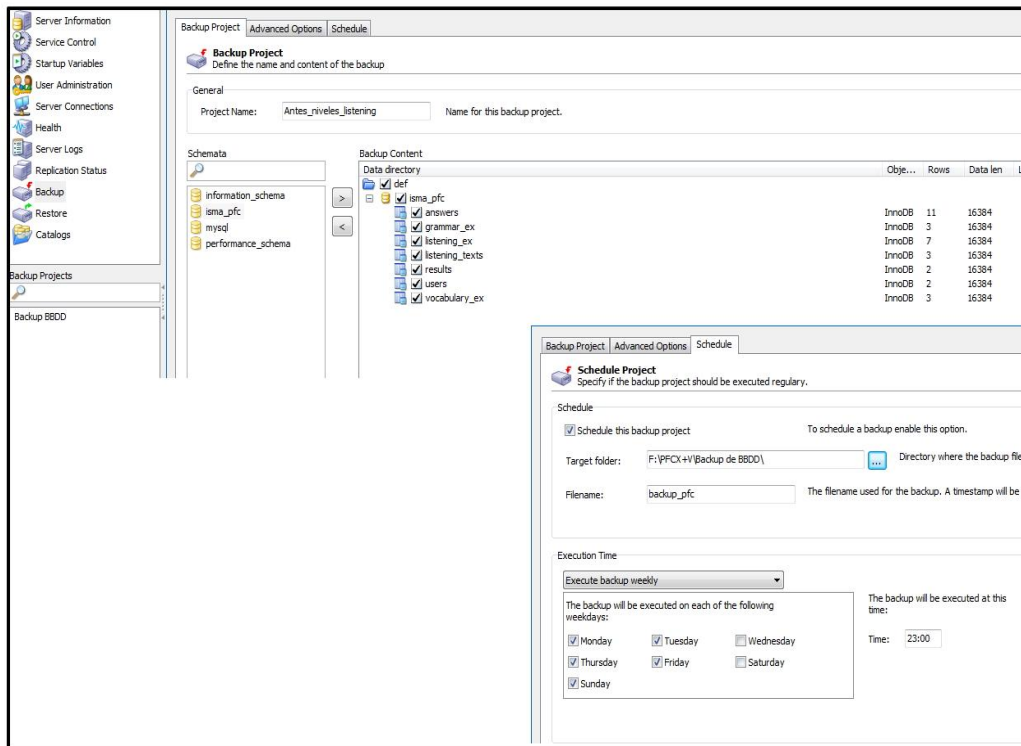 Server Information
Service Control
Startup Variables
User Administration
Server Connections
Health
Server Logs
Replication Status
Backup
Restore
Catalogs
Backup Projects
Backup BBDD
Backup Project Advanced Options Schedule
Backup Project
Define the name and content of the backup
General
Project Name: Antes_niveles_listening Name for this backup project.
Schemata
information_schema
isma_pfc
mysql
performance_schema
>
<
Backup Content
Data directory Obje... Rows Data len L
def
isma_pfc
answers InnoDB 11 16384
grammar_ex InnoDB 3 16384
listening_ex InnoDB 7 16384
listening_texts InnoDB 3 16384
results InnoDB 2 16384
users InnoDB 2 16384
vocabulary_ex InnoDB 3 16384
Backup Project Advanced Options Schedule
Schedule Project
Specify if the backup project should be executed regulary.
Schedule
Schedule this backup project To schedule a backup enable this option.
Target folder: F:\PFCX+V\Backup de BBDD\ ... Directory where the backup file
Filename: backup_pfc The filename used for the backup. A timestamp will be
Execution Time
Execute backup weekly
The backup will be executed on each of the following
weekdays:
Monday Tuesday Wednesday
Thursday Friday Saturday
Sunday
The backup will be executed at this
time:
Time: 23:00